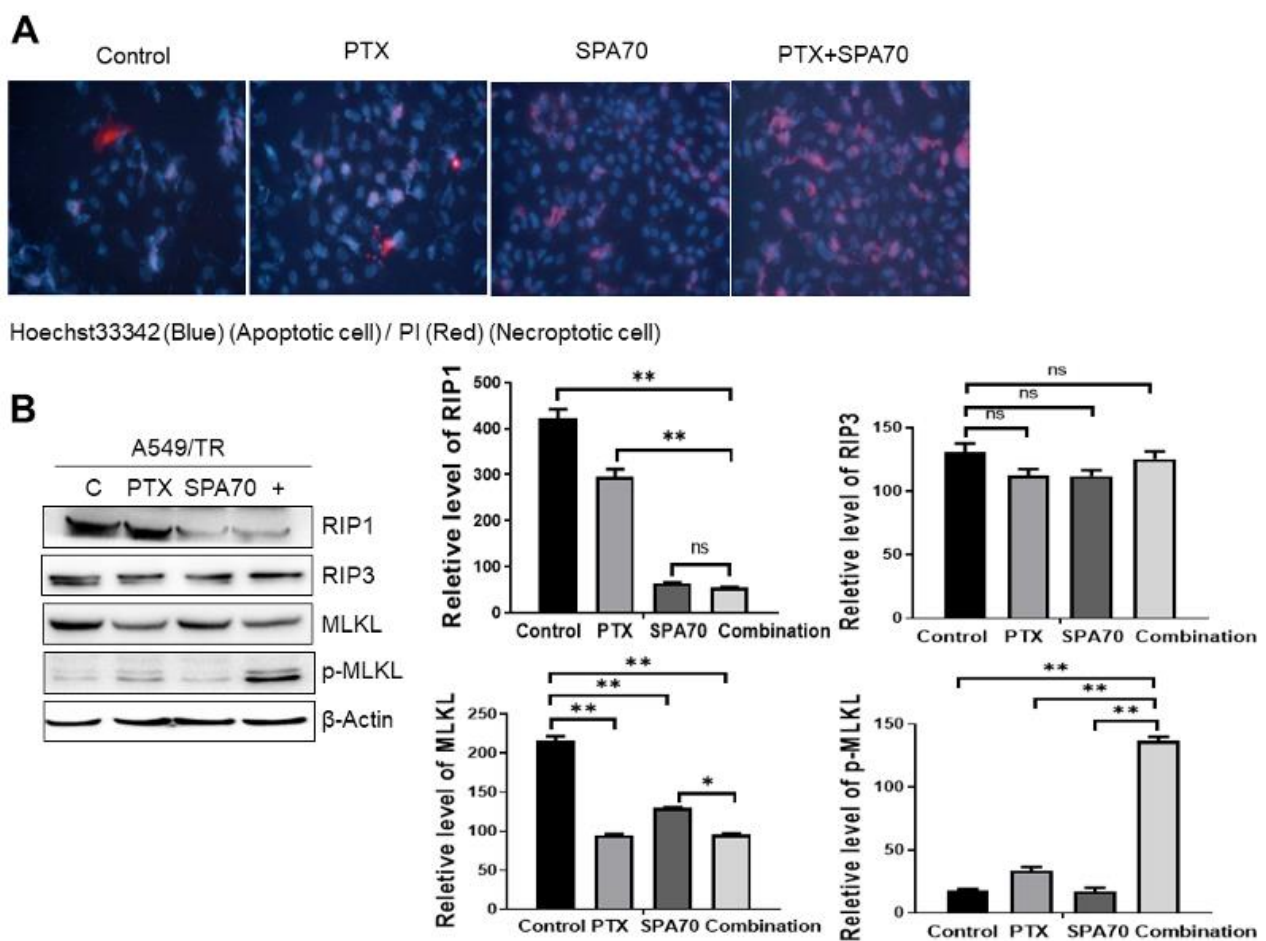 A
Control PTX SPA70 PTX+SPA70
Hoechst33342 (Blue) (Apoptotic cell) / PI (Red) (Necroptotic cell)
B
A549/TR
C PTX SPA70 +
RIP1
RIP3
MLKL
p-MLKL
β-Actin
Reletive level of RIP1
500
400
300
200
100
0
**
**
ns
Control PTX SPA70 Combination
Reletive level of RIP3
150
100
50
0
ns
ns
ns
Control PTX SPA70 Combination
Reletive level of MLKL
250
200
150
100
50
0
**
**
**
*
Control PTX SPA70 Combination
Reletive level of p-MLKL
150
100
50
0
**
**
**
Control PTX SPA70 Combination